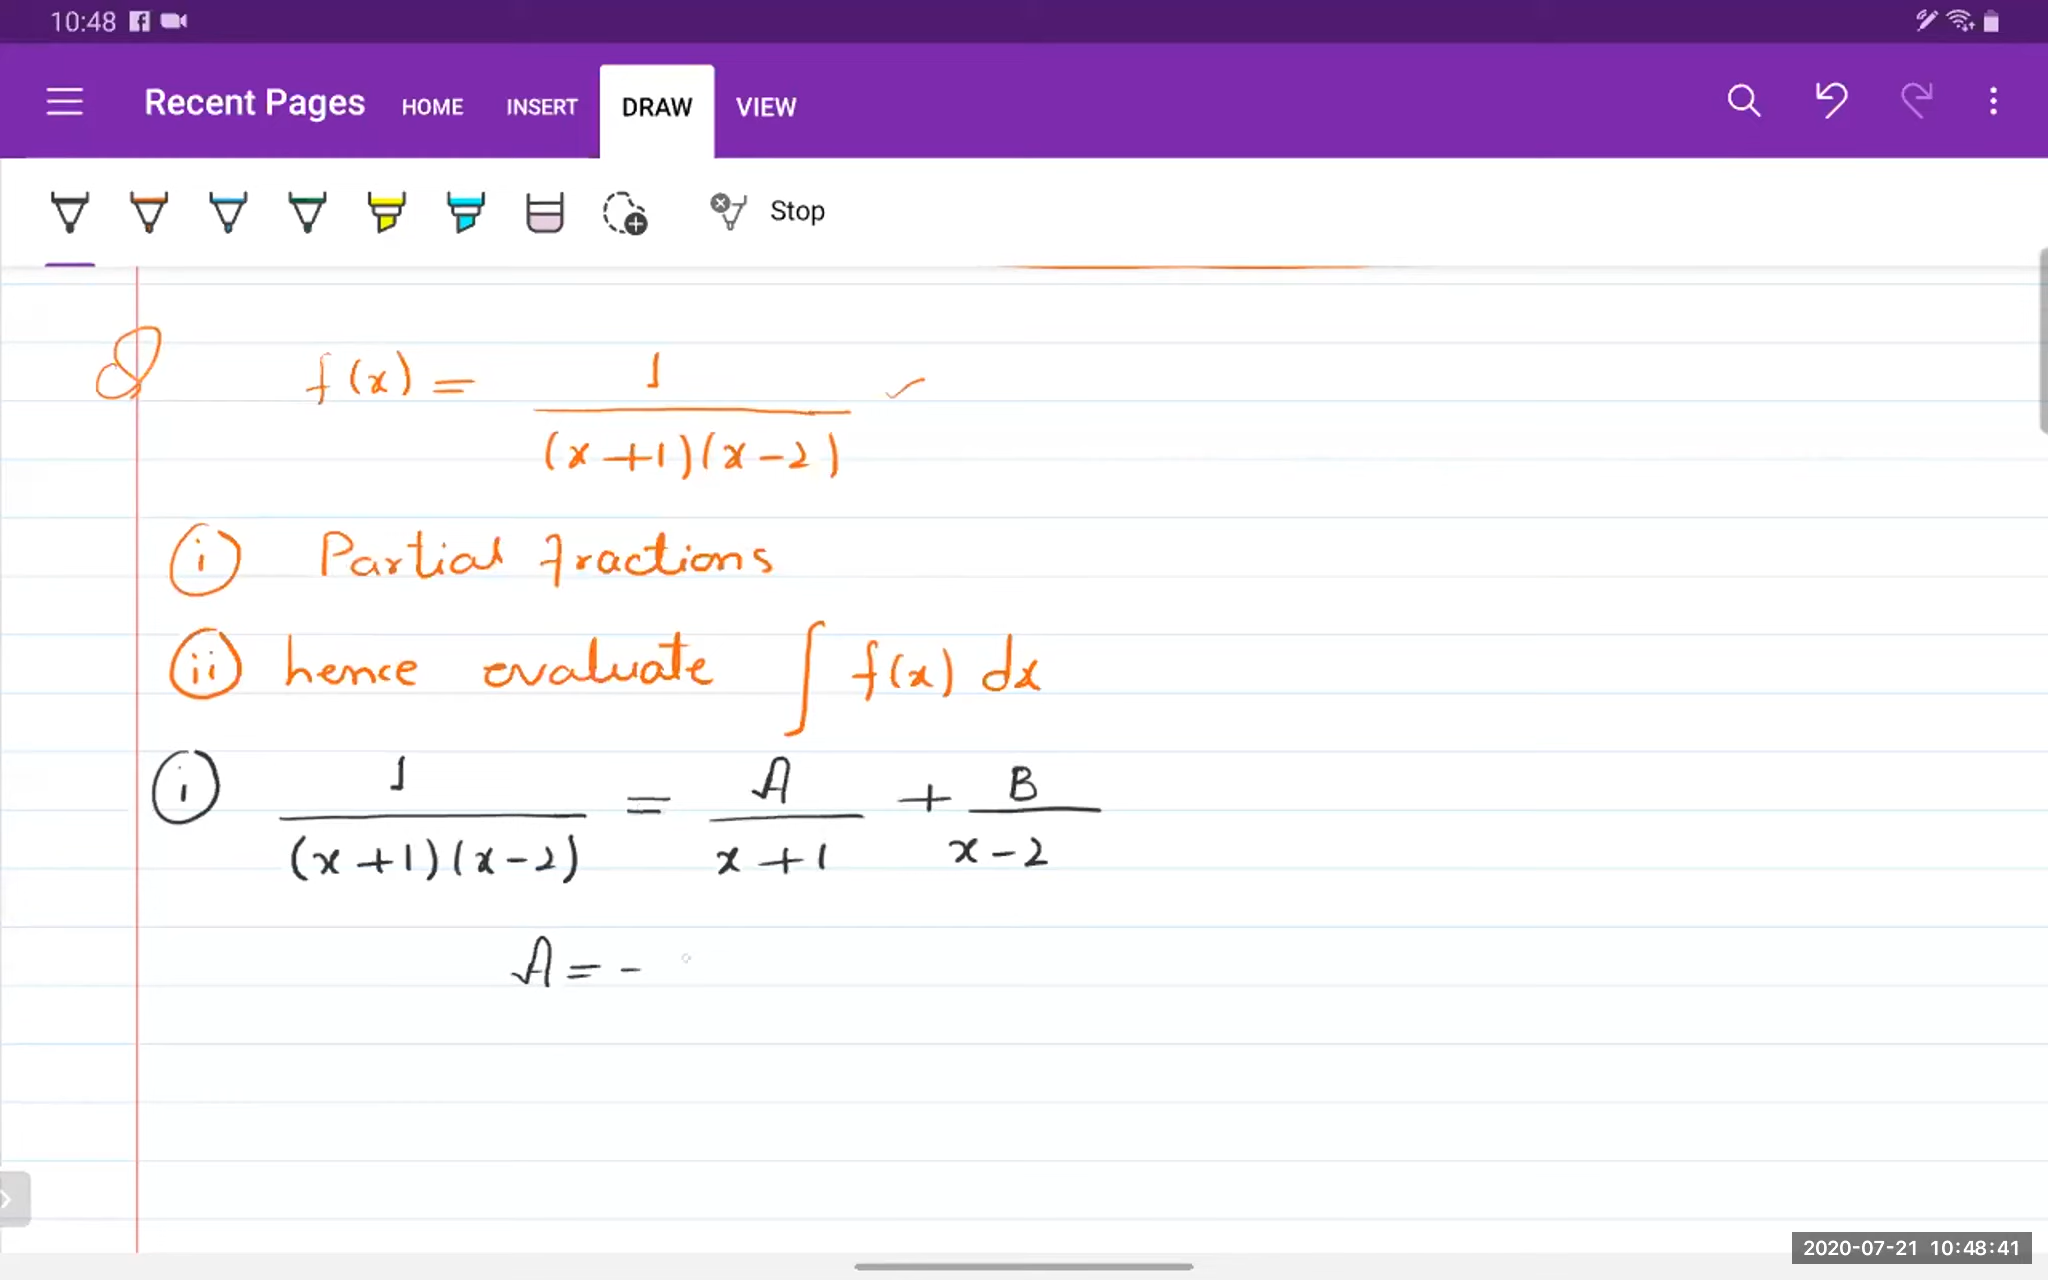 10:48
Recent Pages HOME INSERT DRAW VIEW
Stop
Q f(x) = 1 / (x+1)(x-2)
(i) Partial fractions
(ii) hence evaluate ∫ f(x) dx
(i) 1 / (x+1)(x-2) = A / x+1 + B / x-2
A = -
2020-07-21 10:48:41